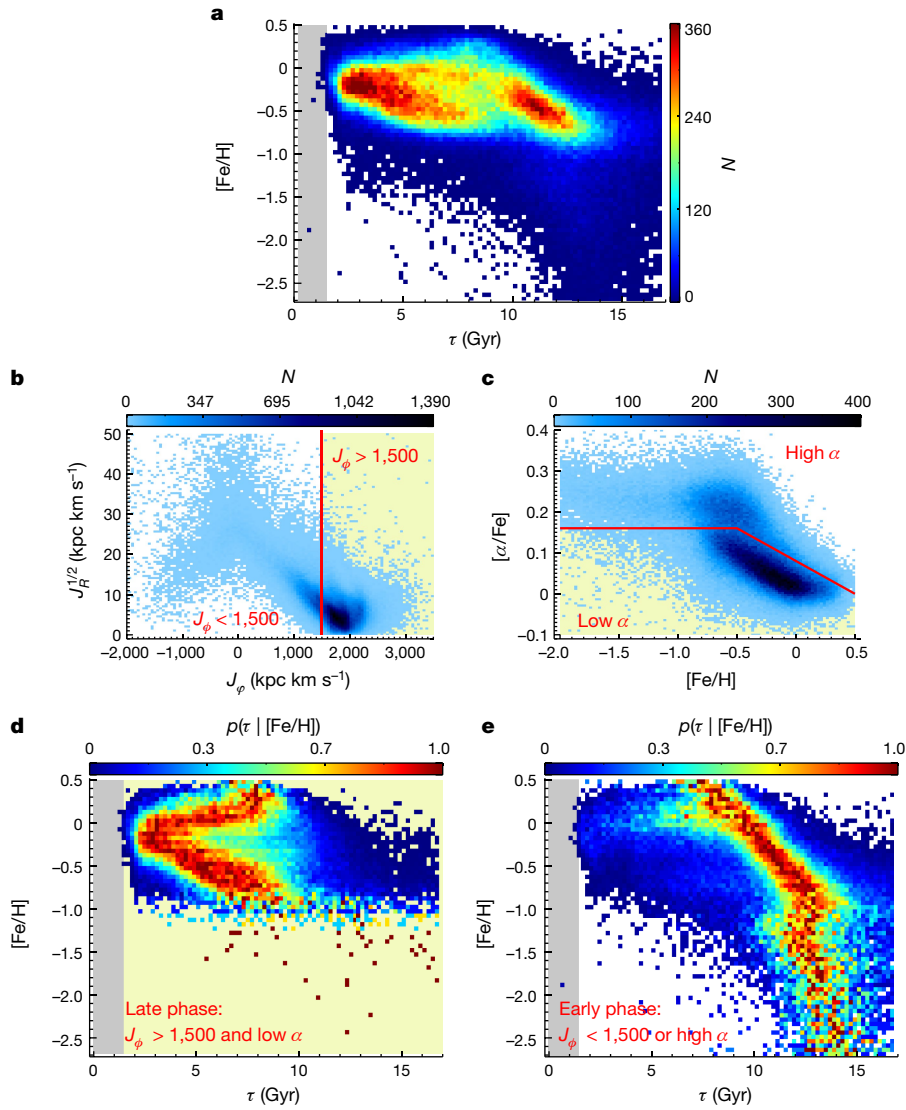 a
0.5
0
−0.5
−1.0
−1.5
−2.0
−2.5
[Fe/H]
0 5 10 15
τ (Gyr)
360
240
120
0
N
b
N
0 347 695 1,042 1,390
50
40
30
20
10
0
J_R^{1/2} (kpc km s⁻¹)
J_ϕ > 1,500
J_ϕ < 1,500
−2,000 −1,000 0 1,000 2,000 3,000
J_φ (kpc km s⁻¹)
c
N
0 100 200 300 400
0.4
0.3
0.2
0.1
0
−0.1
[α/Fe]
High α
Low α
−2.0 −1.5 −1.0 −0.5 0 0.5
[Fe/H]
d
p(τ | [Fe/H])
0 0.3 0.7 1.0
0.5
0
−0.5
−1.0
−1.5
−2.0
−2.5
[Fe/H]
Late phase:
J_ϕ > 1,500 and low α
0 5 10 15
τ (Gyr)
e
p(τ | [Fe/H])
0 0.3 0.7 1.0
0.5
0
−0.5
−1.0
−1.5
−2.0
−2.5
[Fe/H]
Early phase:
J_ϕ < 1,500 or high α
0 5 10 15
τ (Gyr)